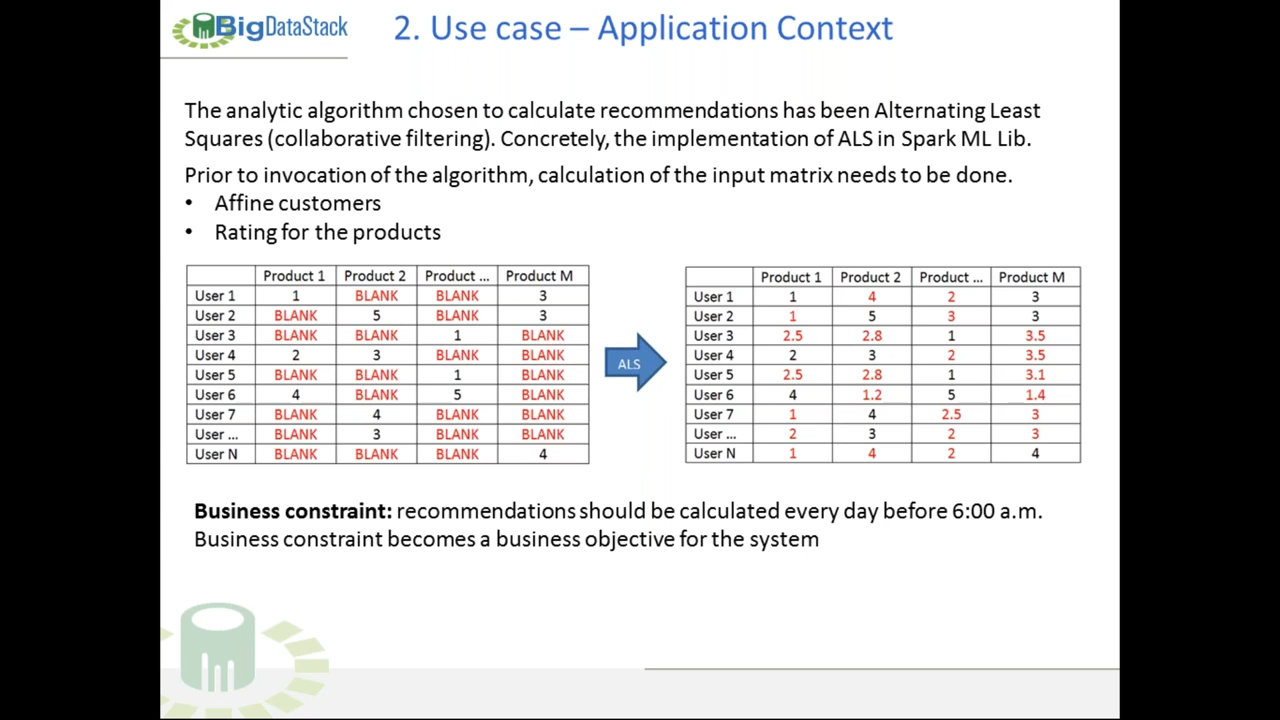 BigDataStack
2. Use case – Application Context
The analytic algorithm chosen to calculate recommendations has been Alternating Least
Squares (collaborative filtering). Concretely, the implementation of ALS in Spark ML Lib.
Prior to invocation of the algorithm, calculation of the input matrix needs to be done.
• Affine customers
• Rating for the products
Product 1 Product 2 Product ... Product M
User 1 1 BLANK BLANK 3
User 2 BLANK 5 BLANK 3
User 3 BLANK BLANK 1 BLANK
User 4 2 3 BLANK BLANK
User 5 BLANK BLANK 1 BLANK
User 6 4 BLANK 5 BLANK
User 7 BLANK 4 BLANK BLANK
User ... BLANK 3 BLANK BLANK
User N BLANK BLANK BLANK 4
ALS
Product 1 Product 2 Product ... Product M
User 1 1 4 2 3
User 2 1 5 3 3
User 3 2.5 2.8 1 3.5
User 4 2 3 2 3.5
User 5 2.5 2.8 1 3.1
User 6 4 1.2 5 1.4
User 7 1 4 2.5 3
User ... 2 3 2 3
User N 1 4 2 4
Business constraint: recommendations should be calculated every day before 6:00 a.m.
Business constraint becomes a business objective for the system